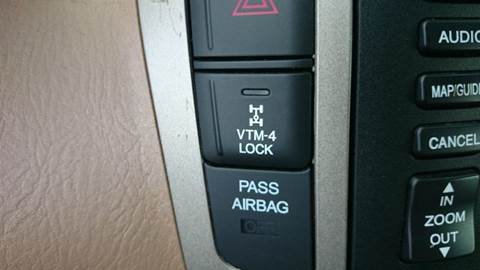 VTM-4
LOCK
PASS
AIRBAG
AUDIO
MAP/GUIDE
CANCEL
IN
ZOOM
OUT